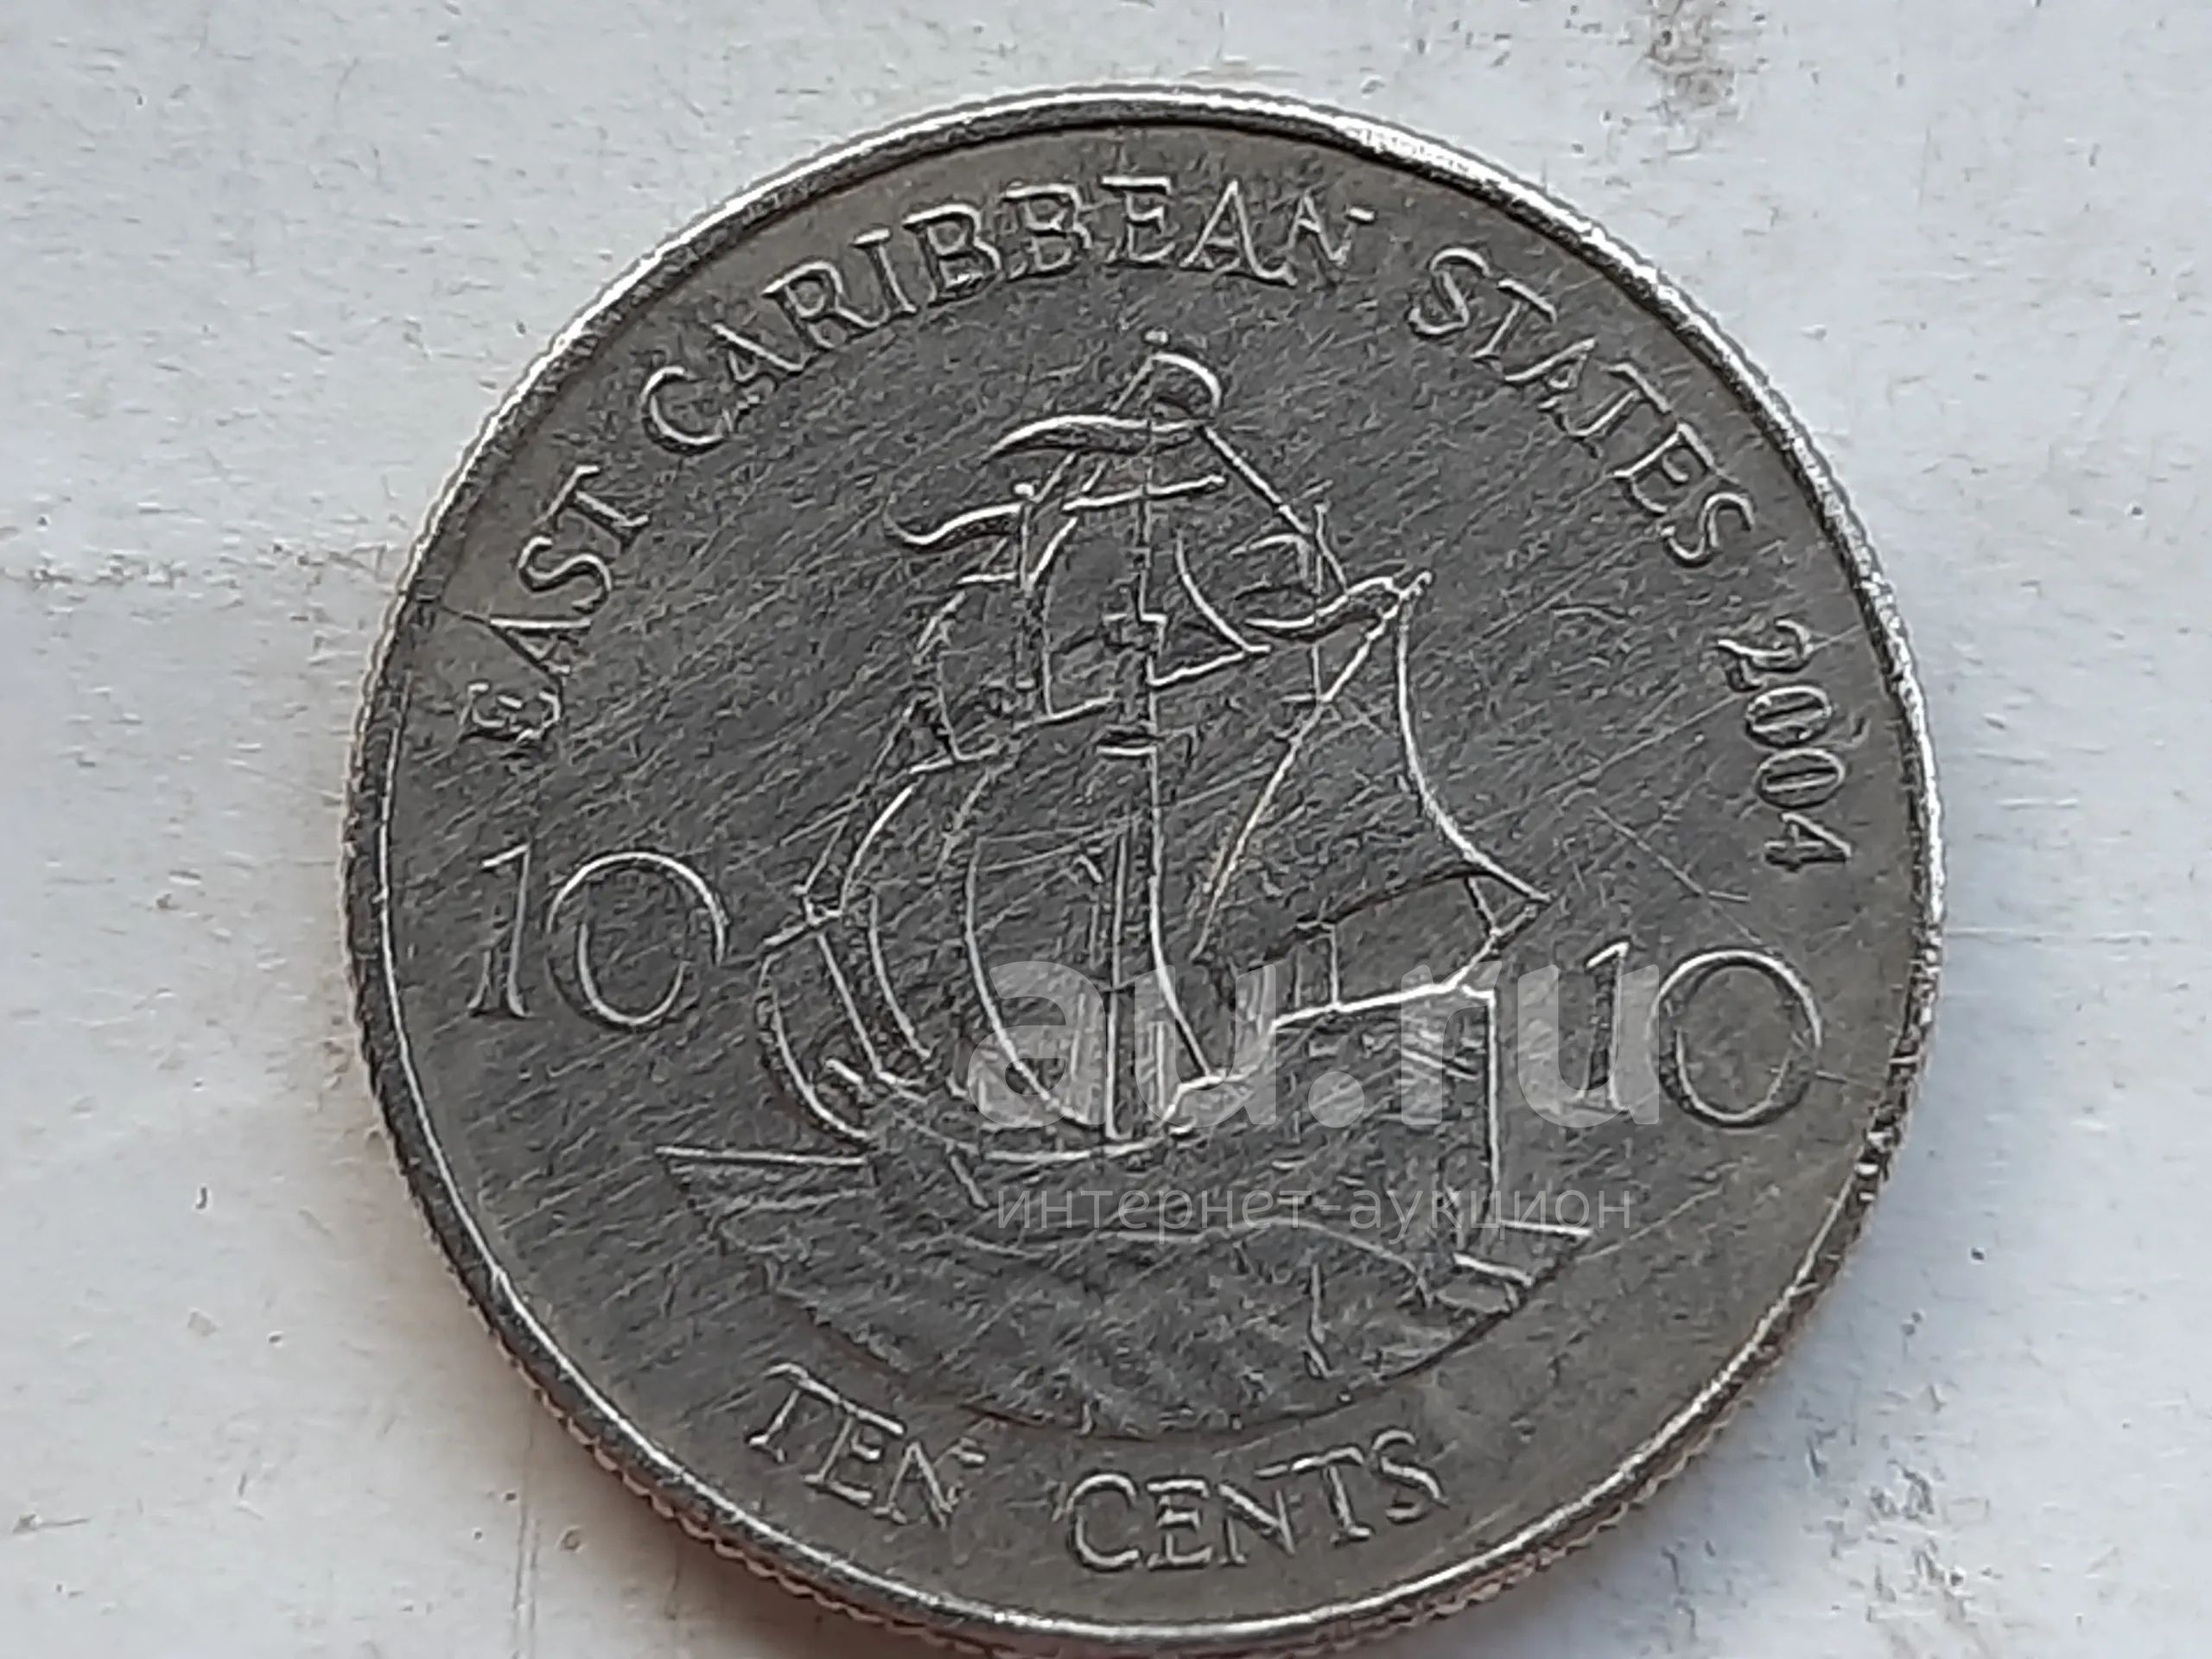 EAST CARIBBEAN STATES 2004
10 10
au.ru
интернет-аукцион
TEN CENTS